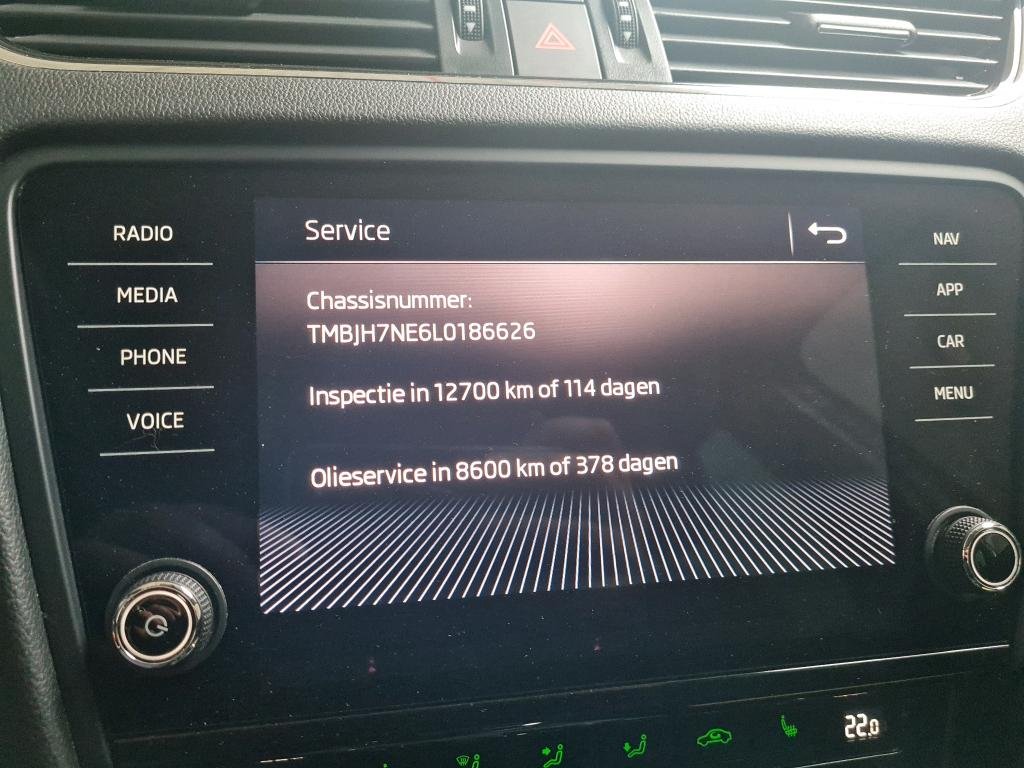 Service
RADIO
NAV
MEDIA
Chassisnummer:
APP
TMBJH7NE6L0186626
PHONE
CAR
Inspectie in 12700 km of 114 dagen
MENU
VOICE
Olieservice in 8600 km of 378 dagen
22.0